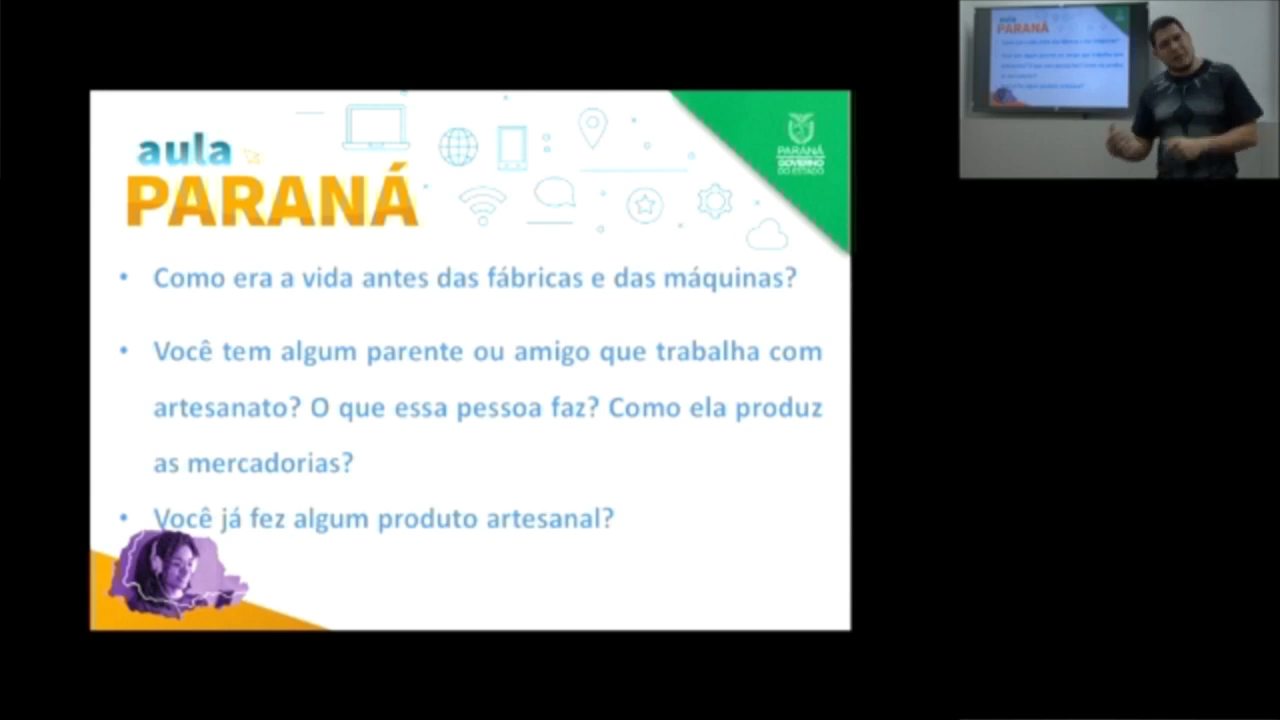 aula
PARANÁ
PARANÁ
GOVERNO
DO ESTADO
• Como era a vida antes das fábricas e das máquinas?
• Você tem algum parente ou amigo que trabalha com
artesanato? O que essa pessoa faz? Como ela produz
as mercadorias?
• Você já fez algum produto artesanal?
aula
PARANÁ